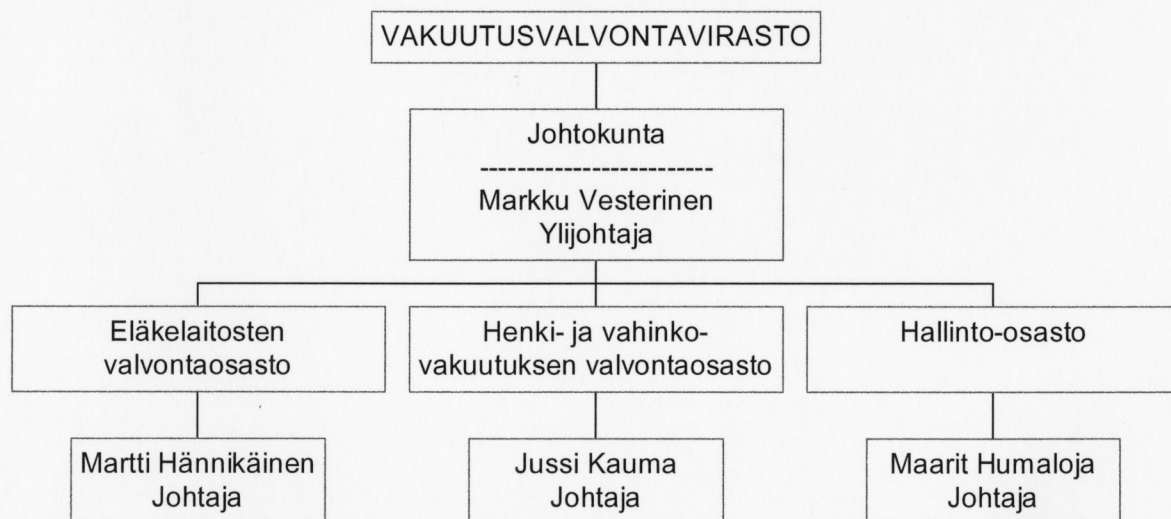 VAKUUTUSVALVONTAVIRASTO
Johtokunta
-------------------------
Markku Vesterinen
Ylijohtaja
Eläkelaitosten
valvontaosasto
Henki- ja vahinko-
vakuutuksen valvontaosasto
Hallinto-osasto
Martti Hännikäinen
Johtaja
Jussi Kauma
Johtaja
Maarit Humaloja
Johtaja